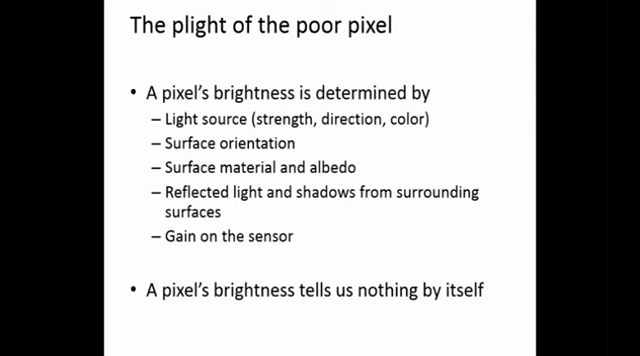 The plight of the poor pixel
• A pixel's brightness is determined by
– Light source (strength, direction, color)
– Surface orientation
– Surface material and albedo
– Reflected light and shadows from surrounding
surfaces
– Gain on the sensor
• A pixel's brightness tells us nothing by itself